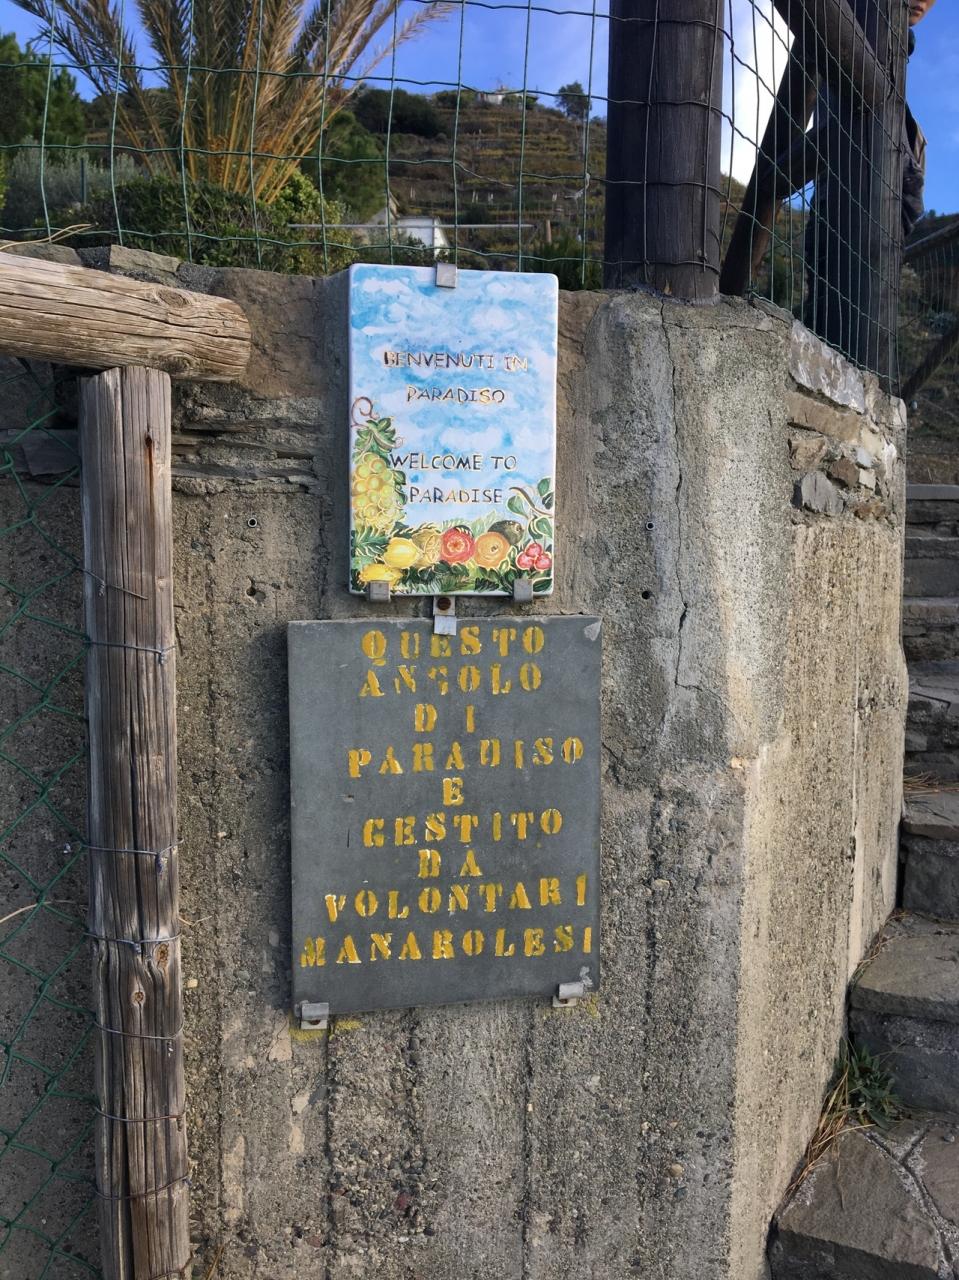 BENVENUTI IN
PARADISO
WELCOME TO
PARADISE
QUESTO
ANGOLO
DI
PARADISO
E
GESTITO
DA
VOLONTARI
MANAROLESI